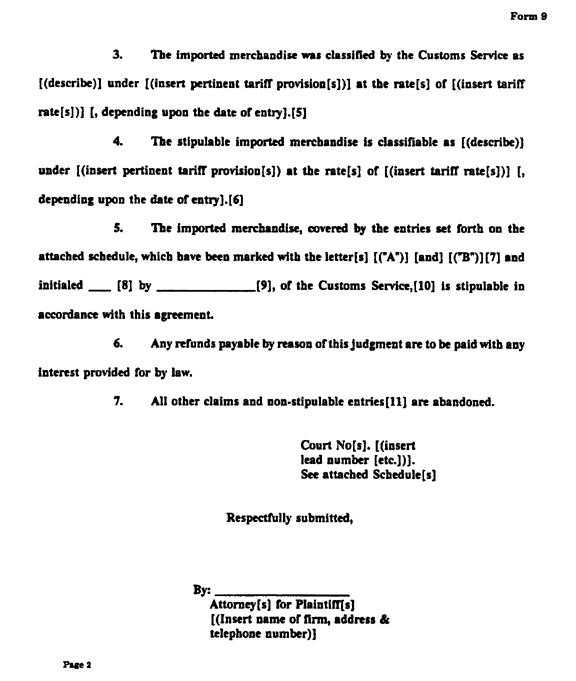 Form 9
3. The imported merchandise was classified by the Customs Service as
[(describe)] under [(insert pertinent tariff provision[s])] at the rate[s] of [(insert tariff
rate[s])] [, depending upon the date of entry].[5]
4. The stipulable imported merchandise is classifiable as [(describe)]
under [(insert pertinent tariff provision[s]) at the rate[s] of [(insert tariff rate[s])] [,
depending upon the date of entry].[6]
5. The imported merchandise, covered by the entries set forth on the
attached schedule, which have been marked with the letter[s] [("A")] [and] [("B")][7] and
initialed ____ [8] by _______________[9], of the Customs Service,[10] is stipulable in
accordance with this agreement.
6. Any refunds payable by reason of this judgment are to be paid with any
interest provided for by law.
7. All other claims and non-stipulable entries[11] are abandoned.
Court No[s]. [(insert
lead number [etc.])].
See attached Schedule[s]
Respectfully submitted,
By: ____________________
Attorney[s] for Plaintiff[s]
[(Insert name of firm, address &
telephone number)]
Page 2